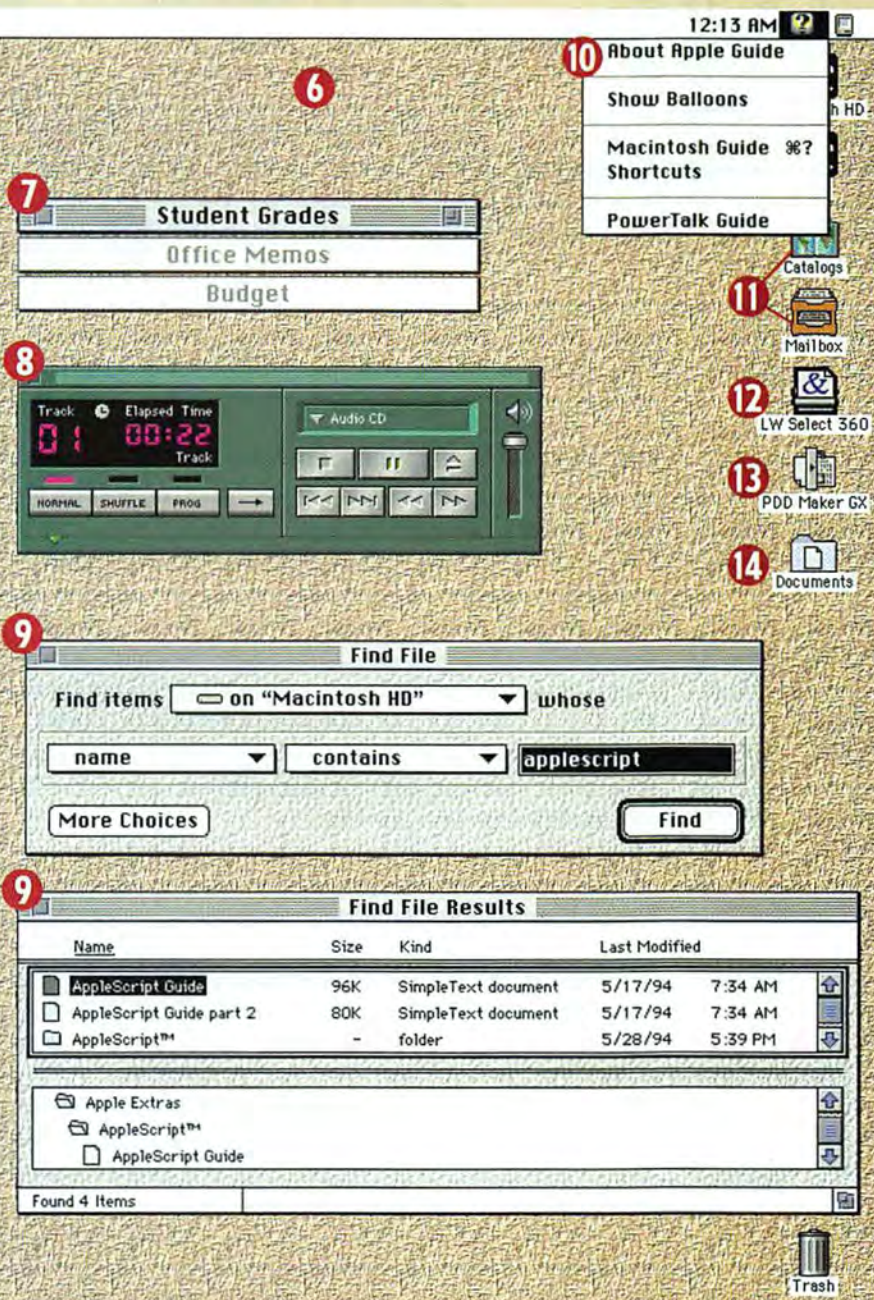 12:13 AM
10
About Apple Guide
6
Show Balloons
h HD
Macintosh Guide ⌘?
Shortcuts
7
Student Grades
PowerTalk Guide
Office Memos
Catalogs
Budget
11
Mailbox
8
Track Elapsed Time
01 00:22
Track
Audio CD
12
LW Select 360
NORMAL SHUFFLE PROG
13
PDD Maker GX
14
Documents
9
Find File
Find items on “Macintosh HD” whose
name contains applescript
More Choices Find
9
Find File Results
Name Size Kind Last Modified
AppleScript Guide 96K SimpleText document 5/17/94 7:34 AM
AppleScript Guide part 2 80K SimpleText document 5/17/94 7:34 AM
AppleScript™ - folder 5/28/94 5:39 PM
Apple Extras
AppleScript™
AppleScript Guide
Found 4 Items
Trash